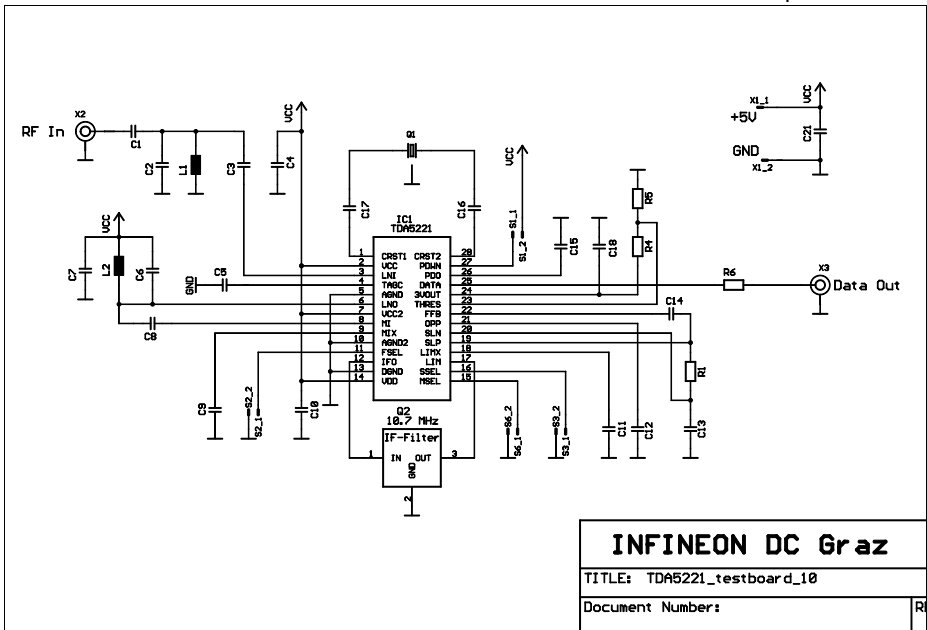 X2
RF In
C1
C2
L1
C3
C4
VCC
Q1
C17
C16
VCC
S1_1
S1_2
X1_1
+5V
VCC
C21
GND
X1_2
IC1
TDA5221
R5
R4
C15
C18
VCC
C7
L2
C6
C8
GND
C5
1 CRST1 CRST2 28
2 VCC PDWN 27
3 LNI PDO 26
4 TAGC DATA 25
5 AGND 3VOUT 24
6 LNO THRES 23
7 VCC2 FFB 22
8 MI OPP 21
9 MIX SLN 20
10 AGND2 SLP 19
11 FSEL LIMX 18
12 IFO LIM 17
13 DGND SSEL 16
14 VDD MSEL 15
R6
X3
Data Out
C14
R1
C9
S2_2
S2_1
C10
Q2
10.7 MHz
IF-Filter
1 IN OUT 3
GND
2
S6_2
S6_1
S3_2
S3_1
C11
C12
C13
INFINEON DC Graz
TITLE: TDA5221_testboard_10
Document Number: